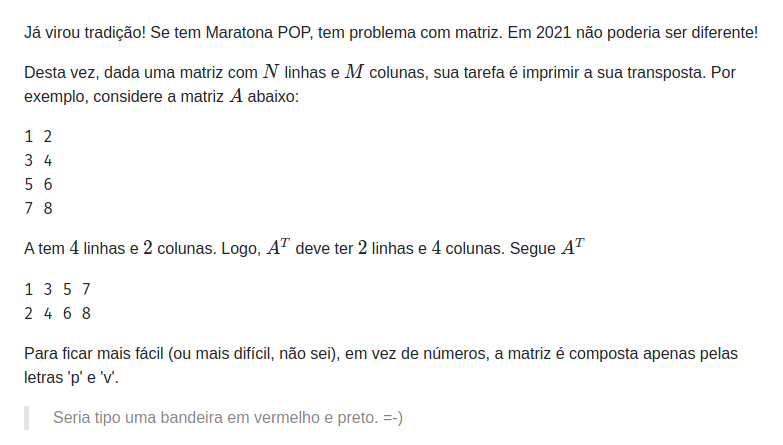 Já virou tradição! Se tem Maratona POP, tem problema com matriz. Em 2021 não poderia ser diferente!
Desta vez, dada uma matriz com N linhas e M colunas, sua tarefa é imprimir a sua transposta. Por
exemplo, considere a matriz A abaixo:
1 2
3 4
5 6
7 8
A tem 4 linhas e 2 colunas. Logo, A^T deve ter 2 linhas e 4 colunas. Segue A^T
1 3 5 7
2 4 6 8
Para ficar mais fácil (ou mais difícil, não sei), em vez de números, a matriz é composta apenas pelas
letras 'p' e 'v'.
Seria tipo uma bandeira em vermelho e preto. =-)